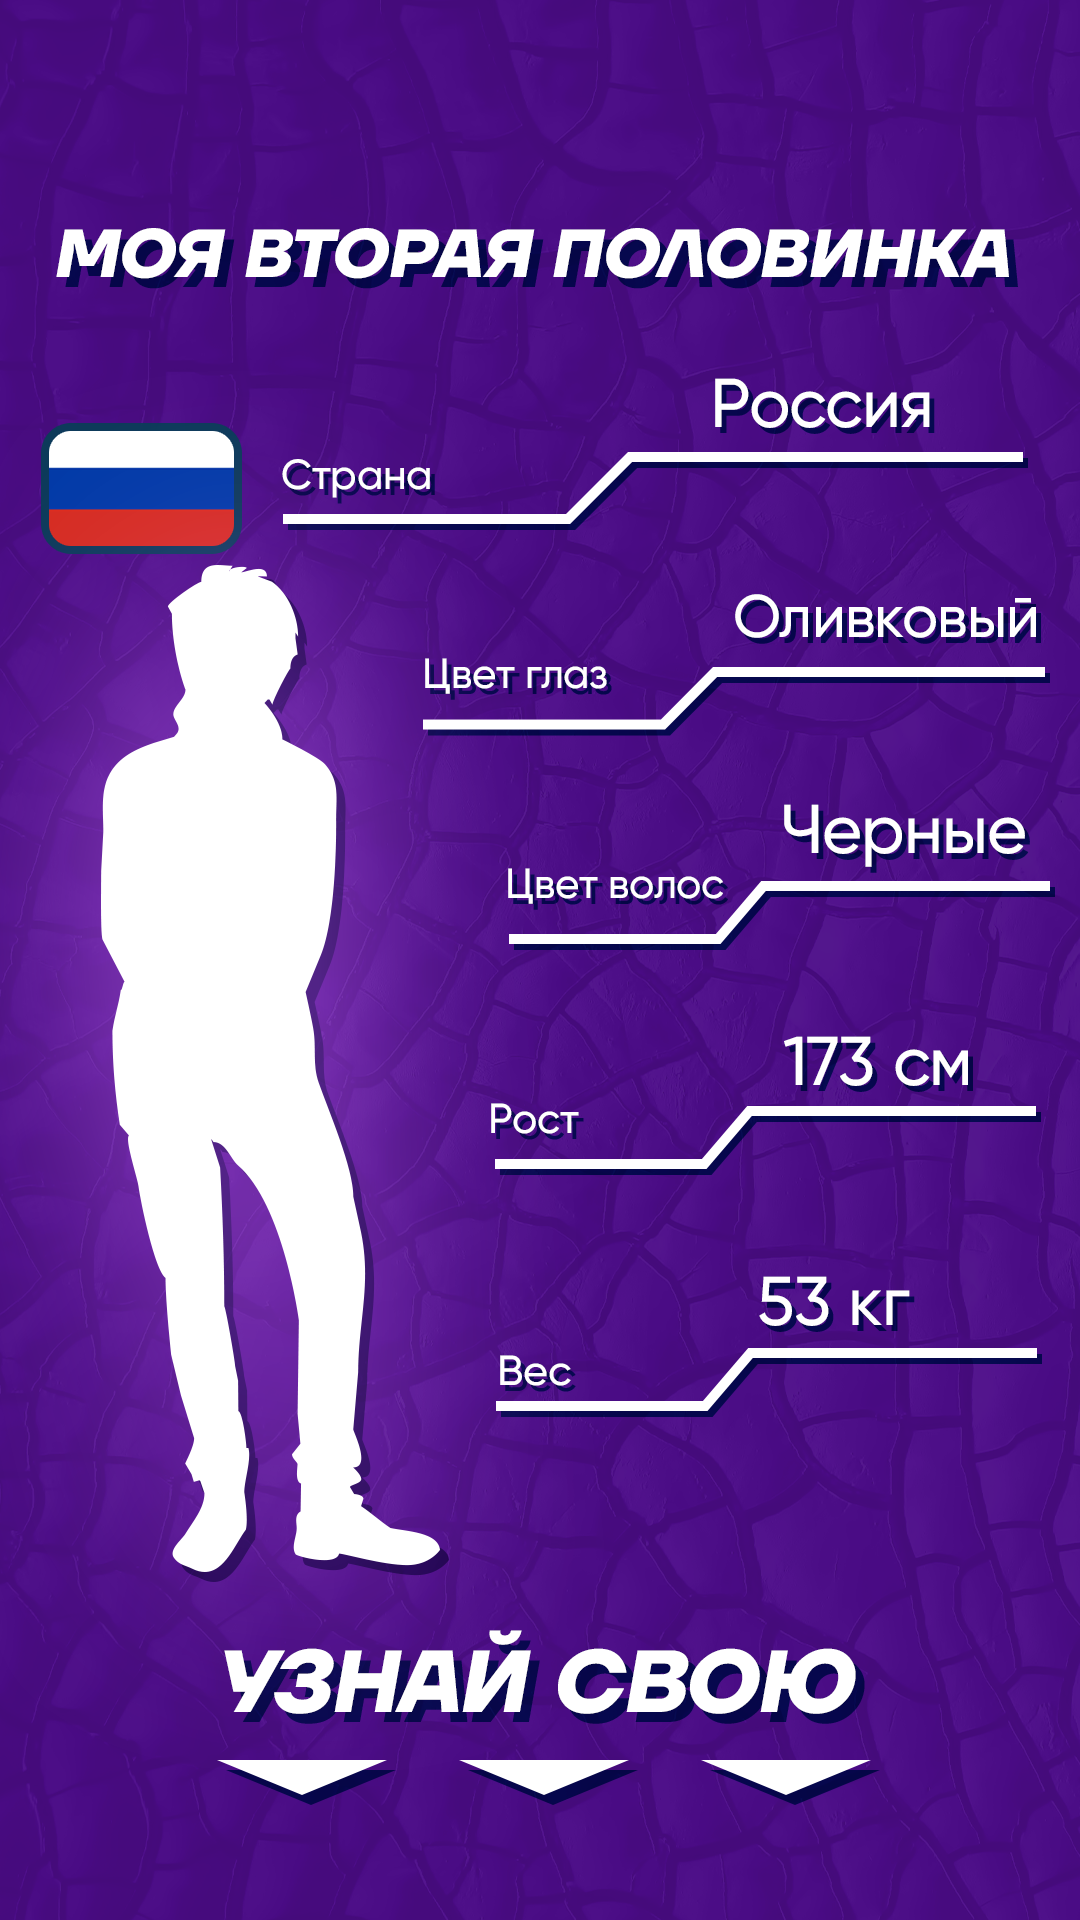 МОЯ ВТОРАЯ ПОЛОВИНКА
Россия
Страна
Оливковый
Цвет глаз
Черные
Цвет волос
173 см
Рост
53 кг
Вес
УЗНАЙ СВОЮ